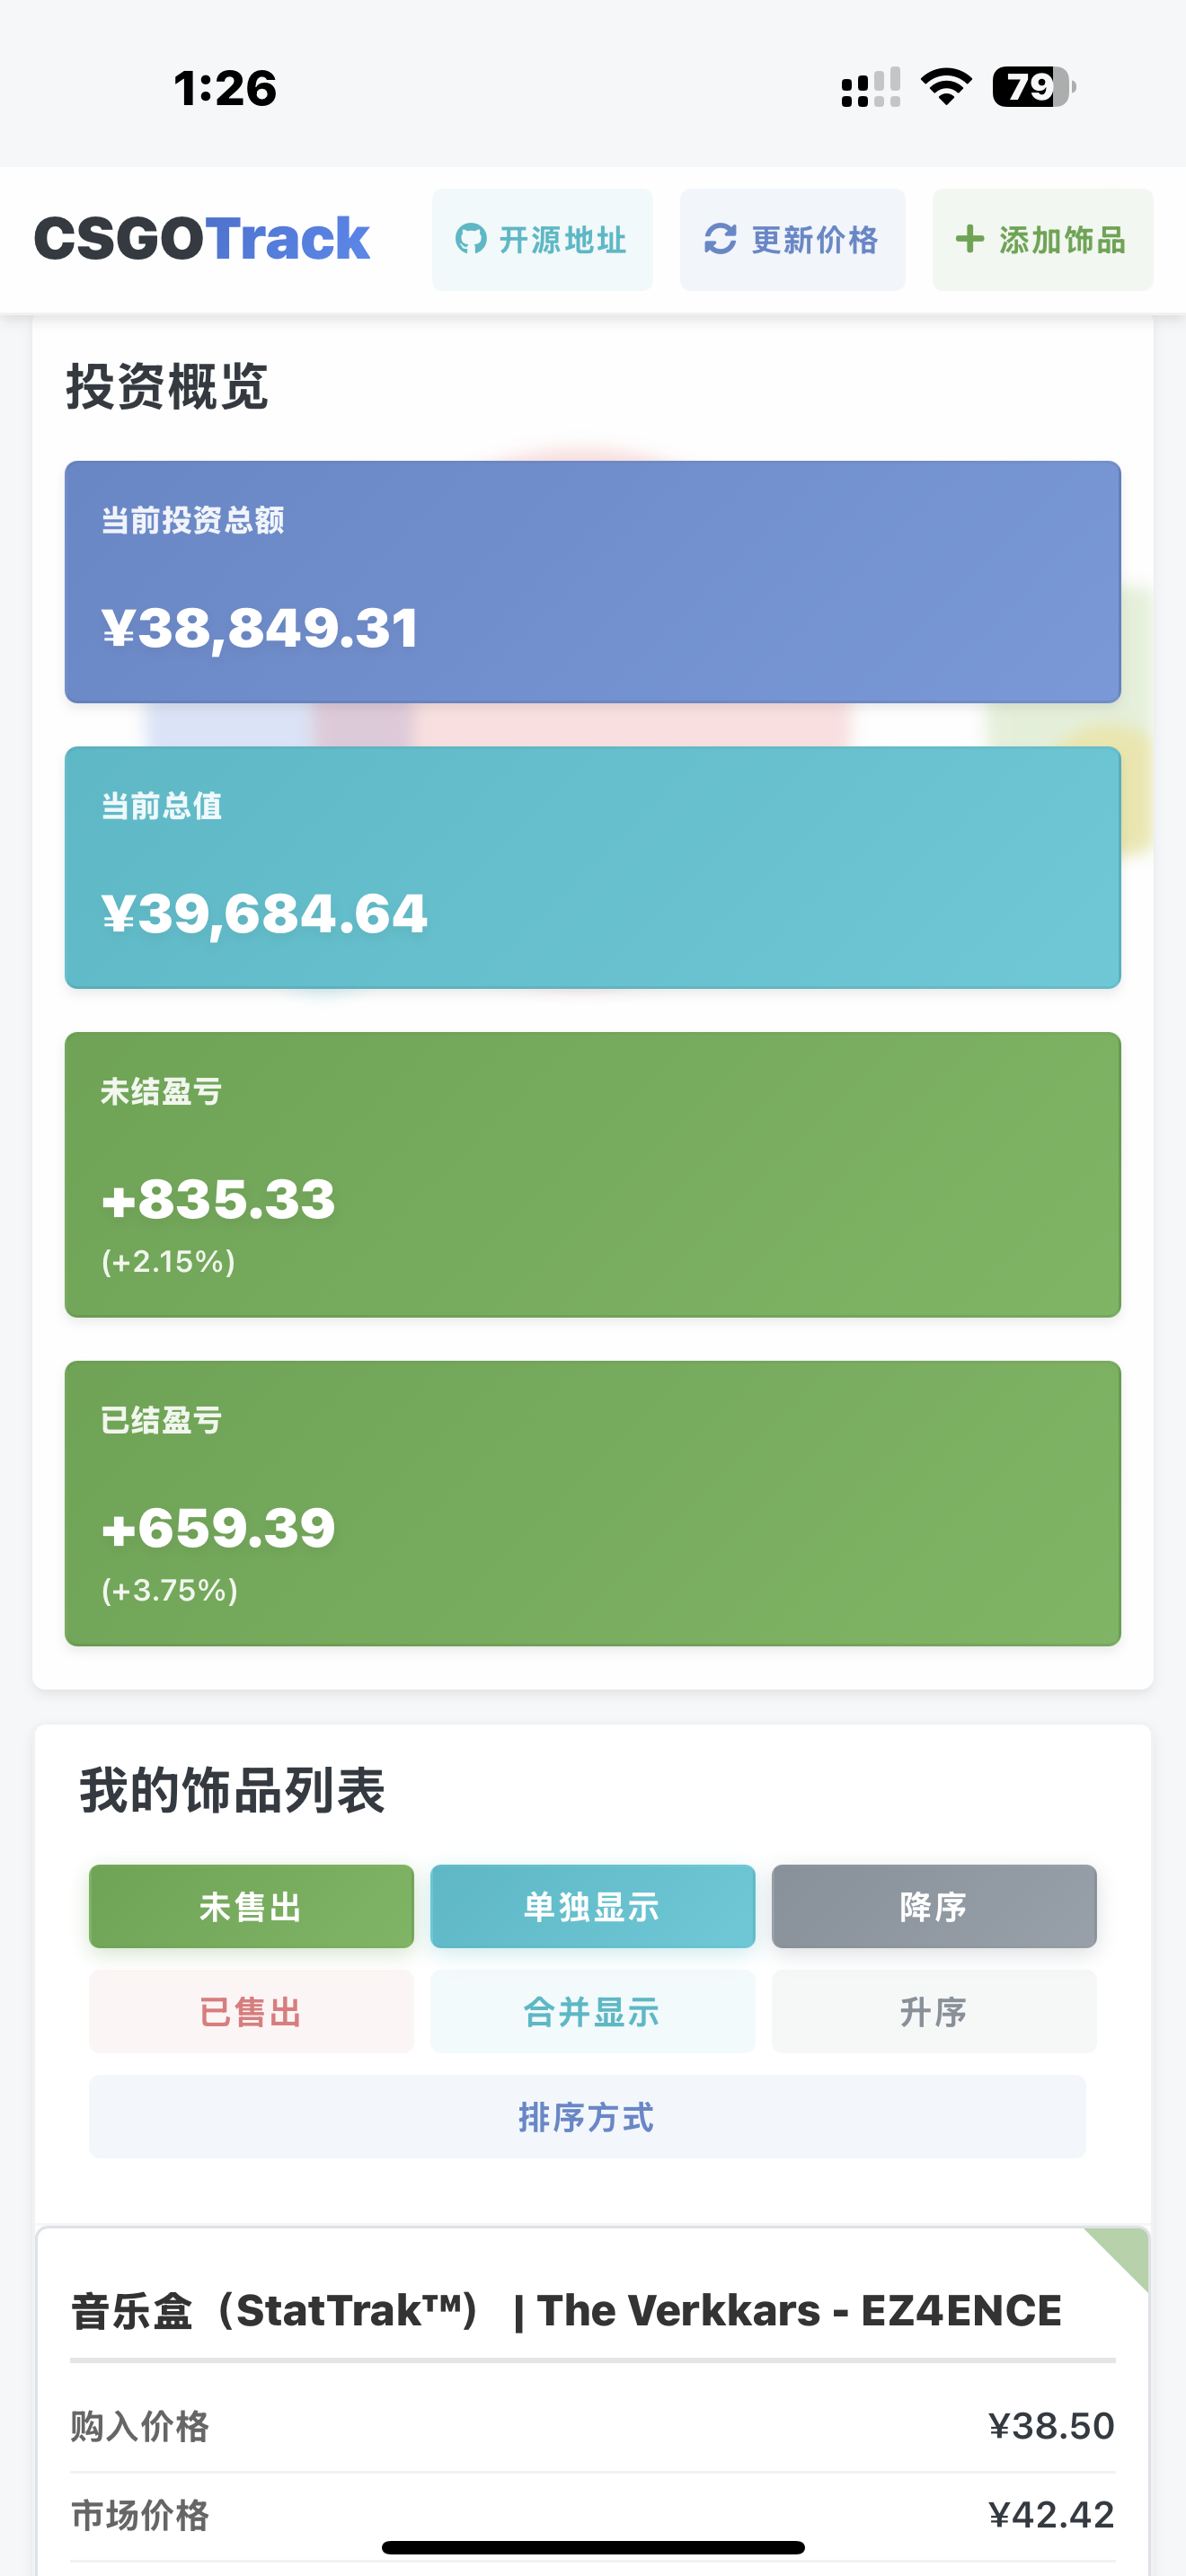 1:26
79
CSGOTrack
开源地址
更新价格
添加饰品
投资概览
当前投资总额
¥38,849.31
当前总值
¥39,684.64
未结盈亏
+835.33
(+2.15%)
已结盈亏
+659.39
(+3.75%)
我的饰品列表
未售出
单独显示
降序
已售出
合并显示
升序
排序方式
音乐盒（StatTrak™） | The Verkkars - EZ4ENCE
购入价格
¥38.50
市场价格
¥42.42